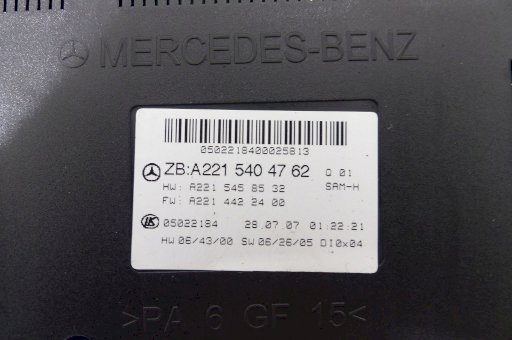 MERCEDES-BENZ
0502218400025813
ZB:A221 540 47 62 Q 01
HW: A221 545 85 32 SAM-H
FW: A221 442 24 00
05022184 28.07.07 01:22:21
HW 06/43/00 SW 06/26/05 DI0x04
>PA 6 GF 15<